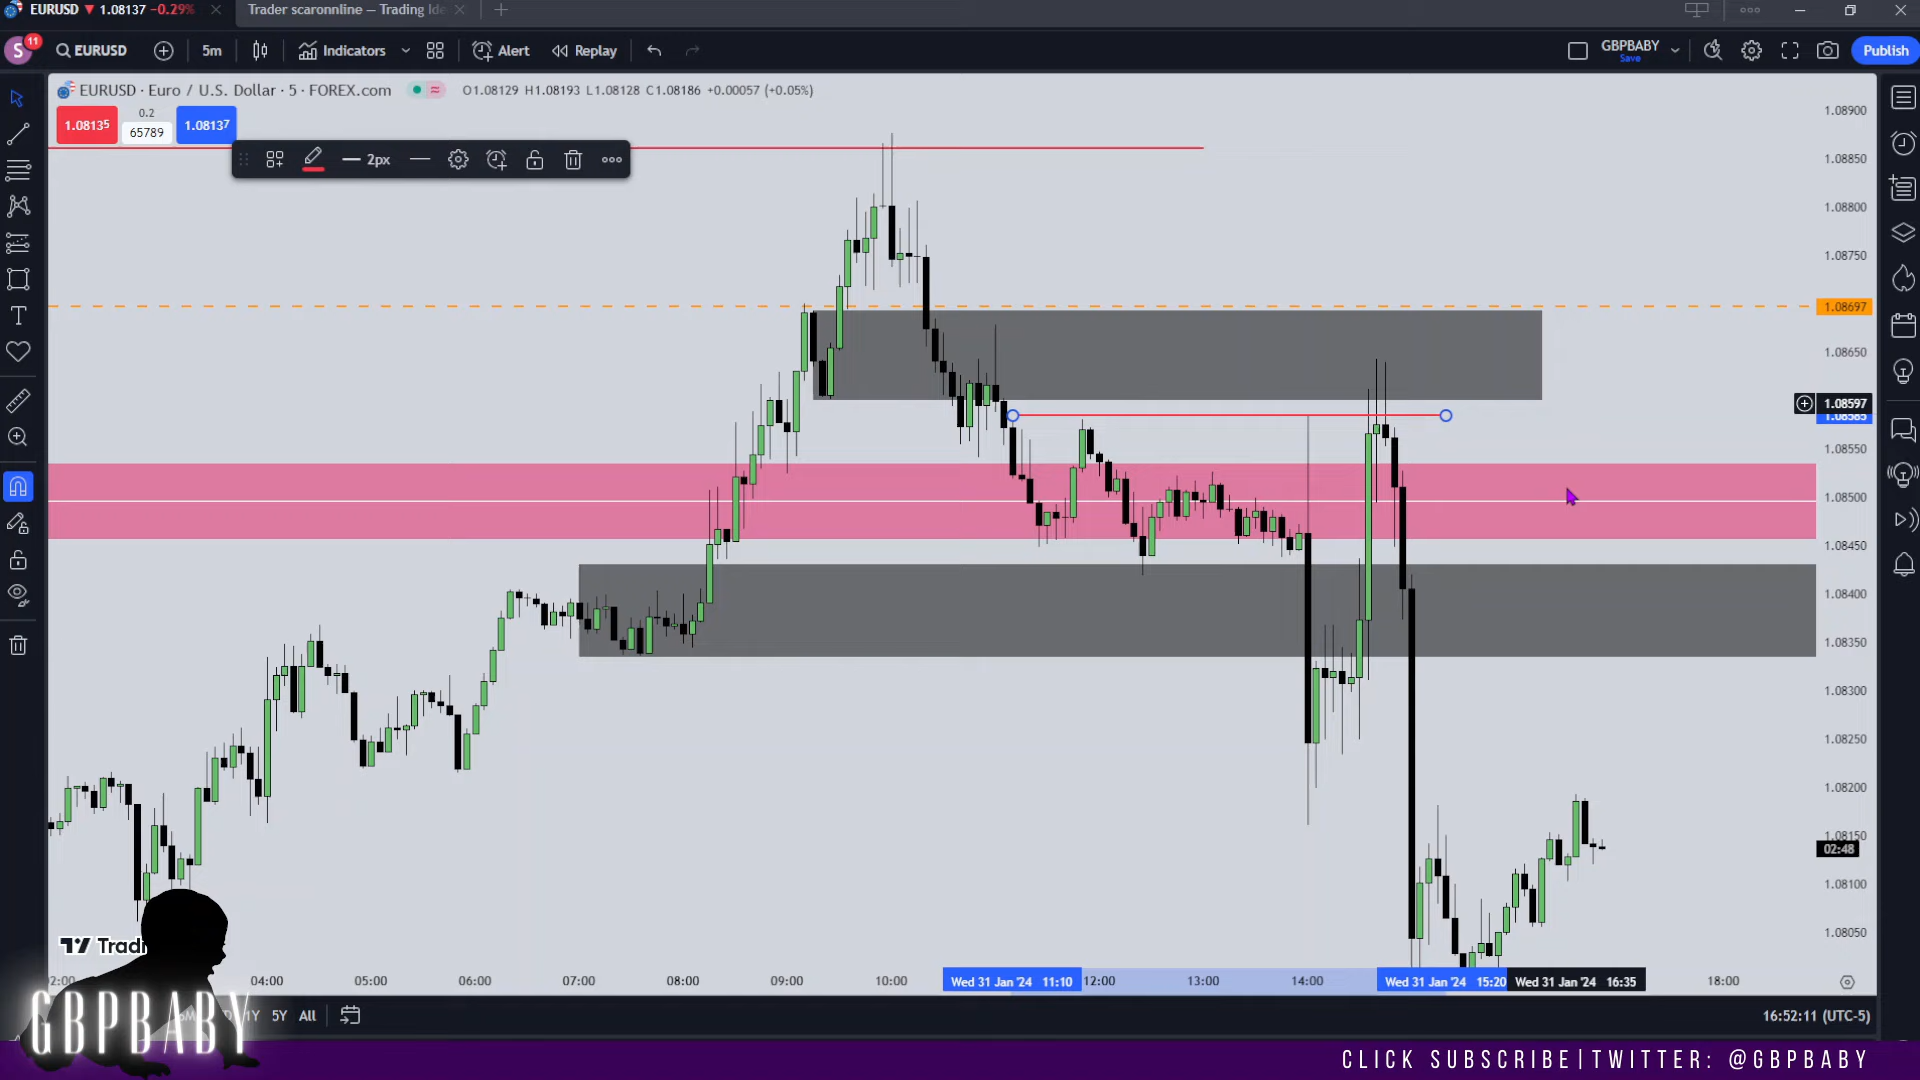 EURUSD ▼ 1.08137 −0.29%
Trader scaronnline — Trading Ide
S 11
EURUSD
5m
Indicators
Alert
Replay
GBPBABY
Save
Publish
EURUSD · Euro / U.S. Dollar · 5 · FOREX.com
O1.08129 H1.08193 L1.08128 C1.08186 +0.00057 (+0.05%)
1.08135
0.2
65789
1.08137
2px
1.08900
1.08850
1.08800
1.08750
1.08697
1.08650
1.08597
1.08550
1.08500
1.08450
1.08400
1.08350
1.08300
1.08250
1.08200
1.08150
02:48
1.08100
1.08050
Tradi
04:00
05:00
06:00
07:00
08:00
09:00
10:00
Wed 31 Jan '24 11:10
12:00
13:00
14:00
Wed 31 Jan '24 15:20
Wed 31 Jan '24 16:35
18:00
1Y
5Y
All
16:52:11 (UTC-5)
GBPBABY
CLICK SUBSCRIBE|TWITTER: @GBPBABY